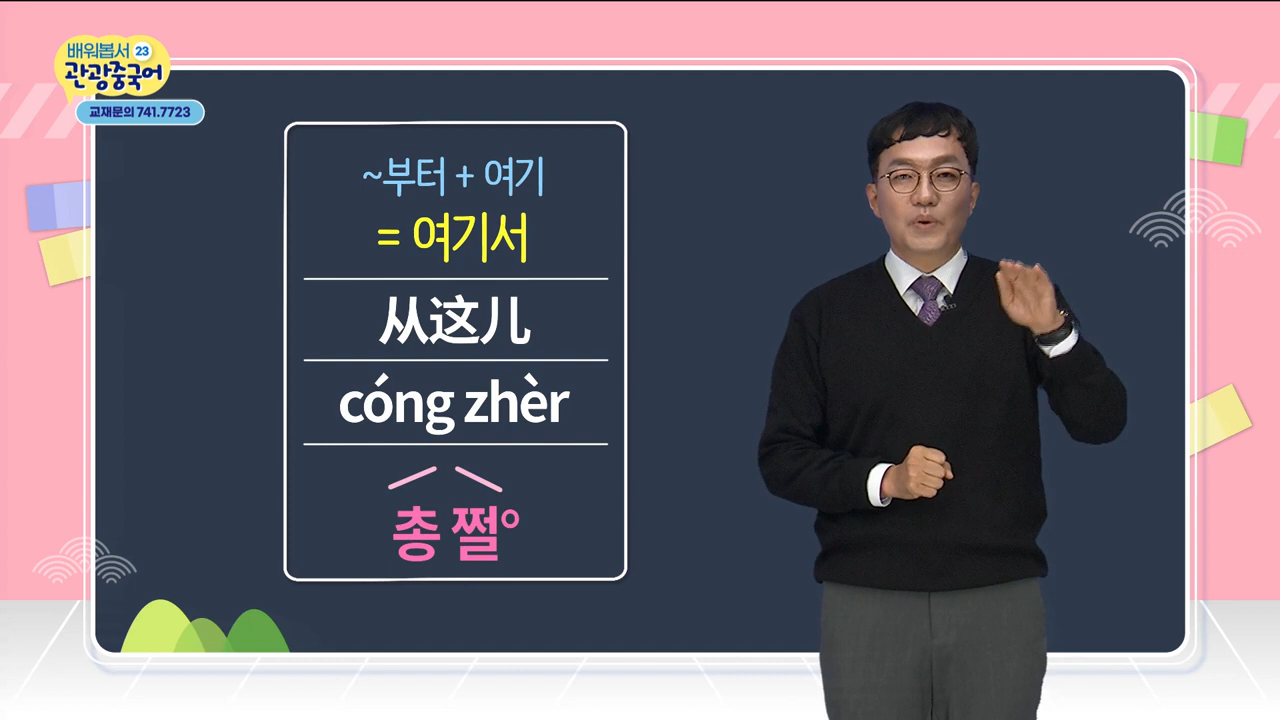 배워봅서 23
관광중국어
교재문의 741.7723
~부터 + 여기
= 여기서
从这儿
cóng zhèr
총 쩔°